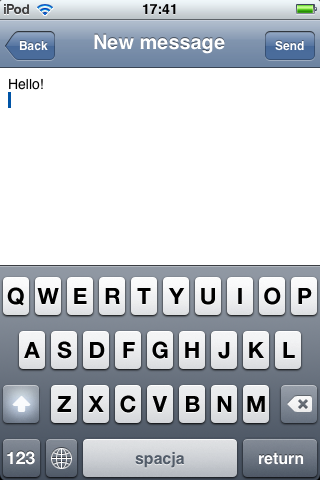 iPod 17:41
Back New message Send
Hello!
Q W E R T Y U I O P
A S D F G H J K L
Z X C V B N M
123 spacja return